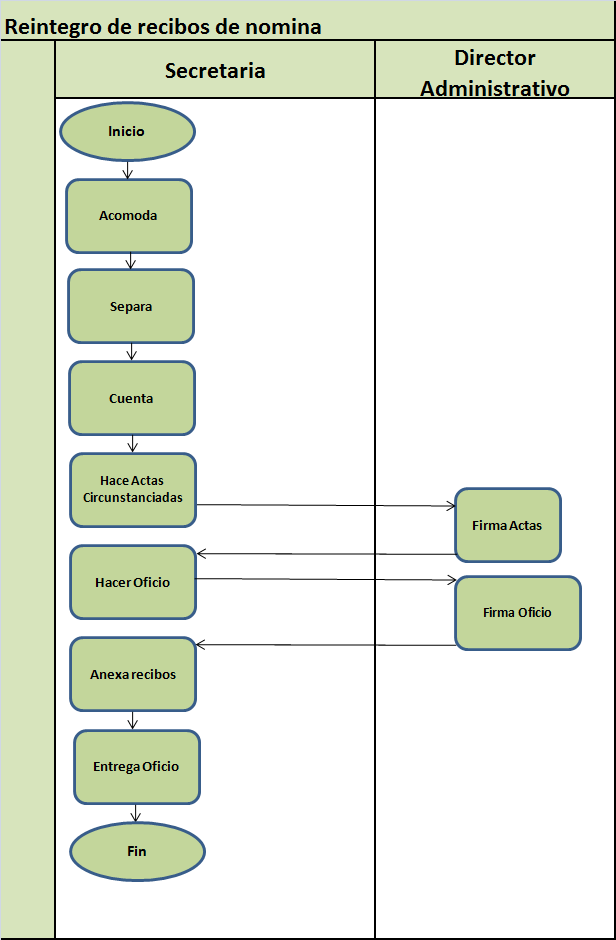 Reintegro de recibos de nomina
Secretaria
Director
Administrativo
Inicio
Acomoda
Separa
Cuenta
Hace Actas
Circunstanciadas
Firma Actas
Hacer Oficio
Firma Oficio
Anexa recibos
Entrega Oficio
Fin